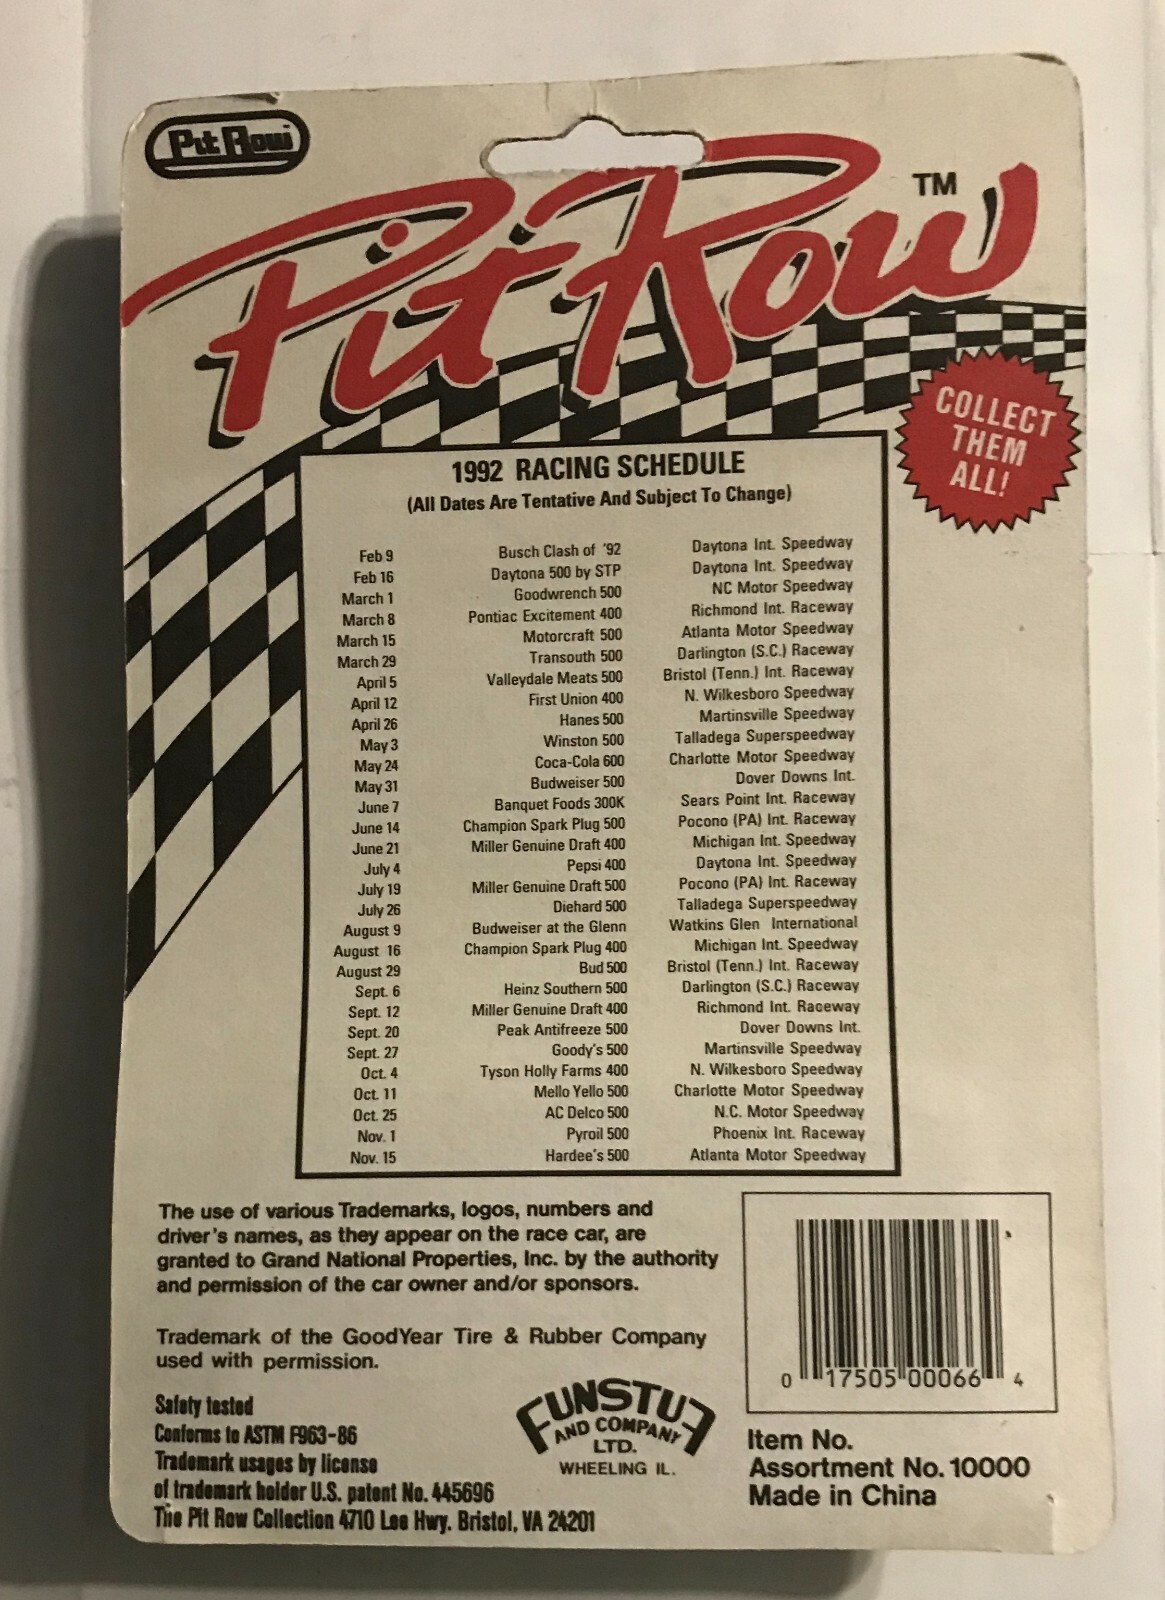 Pit Row
Pit Row TM
COLLECT
THEM
ALL!
1992 RACING SCHEDULE
(All Dates Are Tentative And Subject To Change)
Feb 9 Busch Clash of '92 Daytona Int. Speedway
Feb 16 Daytona 500 by STP Daytona Int. Speedway
March 1 Goodwrench 500 NC Motor Speedway
March 8 Pontiac Excitement 400 Richmond Int. Raceway
March 15 Motorcraft 500 Atlanta Motor Speedway
March 29 Transouth 500 Darlington (S.C.) Raceway
April 5 Valleydale Meats 500 Bristol (Tenn.) Int. Raceway
April 12 First Union 400 N. Wilkesboro Speedway
April 26 Hanes 500 Martinsville Speedway
May 3 Winston 500 Talladega Superspeedway
May 24 Coca-Cola 600 Charlotte Motor Speedway
May 31 Budweiser 500 Dover Downs Int.
June 7 Banquet Foods 300K Sears Point Int. Raceway
June 14 Champion Spark Plug 500 Pocono (PA) Int. Raceway
June 21 Miller Genuine Draft 400 Michigan Int. Speedway
July 4 Pepsi 400 Daytona Int. Speedway
July 19 Miller Genuine Draft 500 Pocono (PA) Int. Raceway
July 26 Diehard 500 Talladega Superspeedway
August 9 Budweiser at the Glenn Watkins Glen International
August 16 Champion Spark Plug 400 Michigan Int. Speedway
August 29 Bud 500 Bristol (Tenn.) Int. Raceway
Sept. 6 Heinz Southern 500 Darlington (S.C.) Raceway
Sept. 12 Miller Genuine Draft 400 Richmond Int. Raceway
Sept. 20 Peak Antifreeze 500 Dover Downs Int.
Sept. 27 Goody's 500 Martinsville Speedway
Oct. 4 Tyson Holly Farms 400 N. Wilkesboro Speedway
Oct. 11 Mello Yello 500 Charlotte Motor Speedway
Oct. 25 AC Delco 500 N.C. Motor Speedway
Nov. 1 Pyroil 500 Phoenix Int. Raceway
Nov. 15 Hardee's 500 Atlanta Motor Speedway
The use of various Trademarks, logos, numbers and
driver's names, as they appear on the race car, are
granted to Grand National Properties, Inc. by the authority
and permission of the car owner and/or sponsors.
Trademark of the GoodYear Tire & Rubber Company
used with permission.
Safety tested
Conforms to ASTM F963-86
Trademark usages by license
of trademark holder U.S. patent No. 445696
The Pit Row Collection 4710 Lee Hwy. Bristol, VA 24201
FUNSTUF
AND COMPANY
LTD.
WHEELING IL.
0 17505 00066 4
Item No.
Assortment No. 10000
Made in China